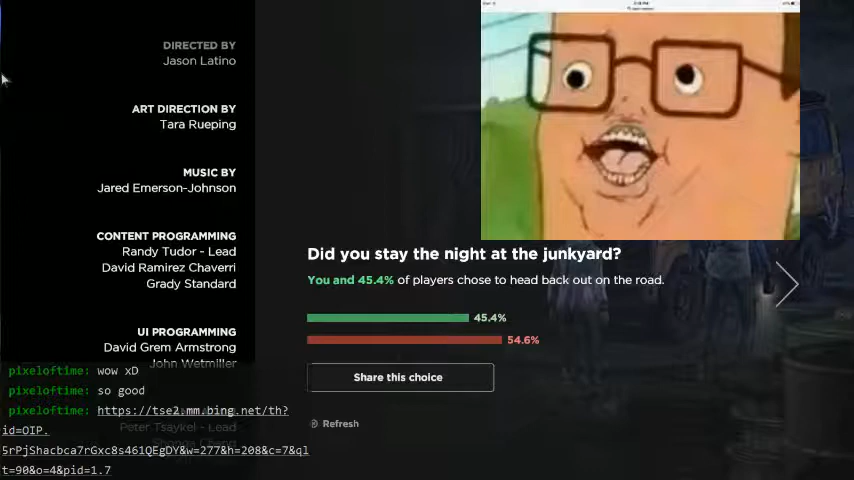 DIRECTED BY
Jason Latino
ART DIRECTION BY
Tara Rueping
MUSIC BY
Jared Emerson-Johnson
CONTENT PROGRAMMING
Randy Tudor - Lead
David Ramirez Chaverri
Grady Standard
UI PROGRAMMING
David Grem Armstrong
John Wetmiller
Peter Tsaykel - Lead
pixeloftime: wow xD
pixeloftime: so good
pixeloftime: https://tse2.mm.bing.net/th?
id=OIP.
5rPjShacbca7rGxc8s461QEgDY&w=277&h=208&c=7&ql
t=90&o=4&pid=1.7
Did you stay the night at the junkyard?
You and 45.4% of players chose to head back out on the road.
45.4%
54.6%
Share this choice
Refresh